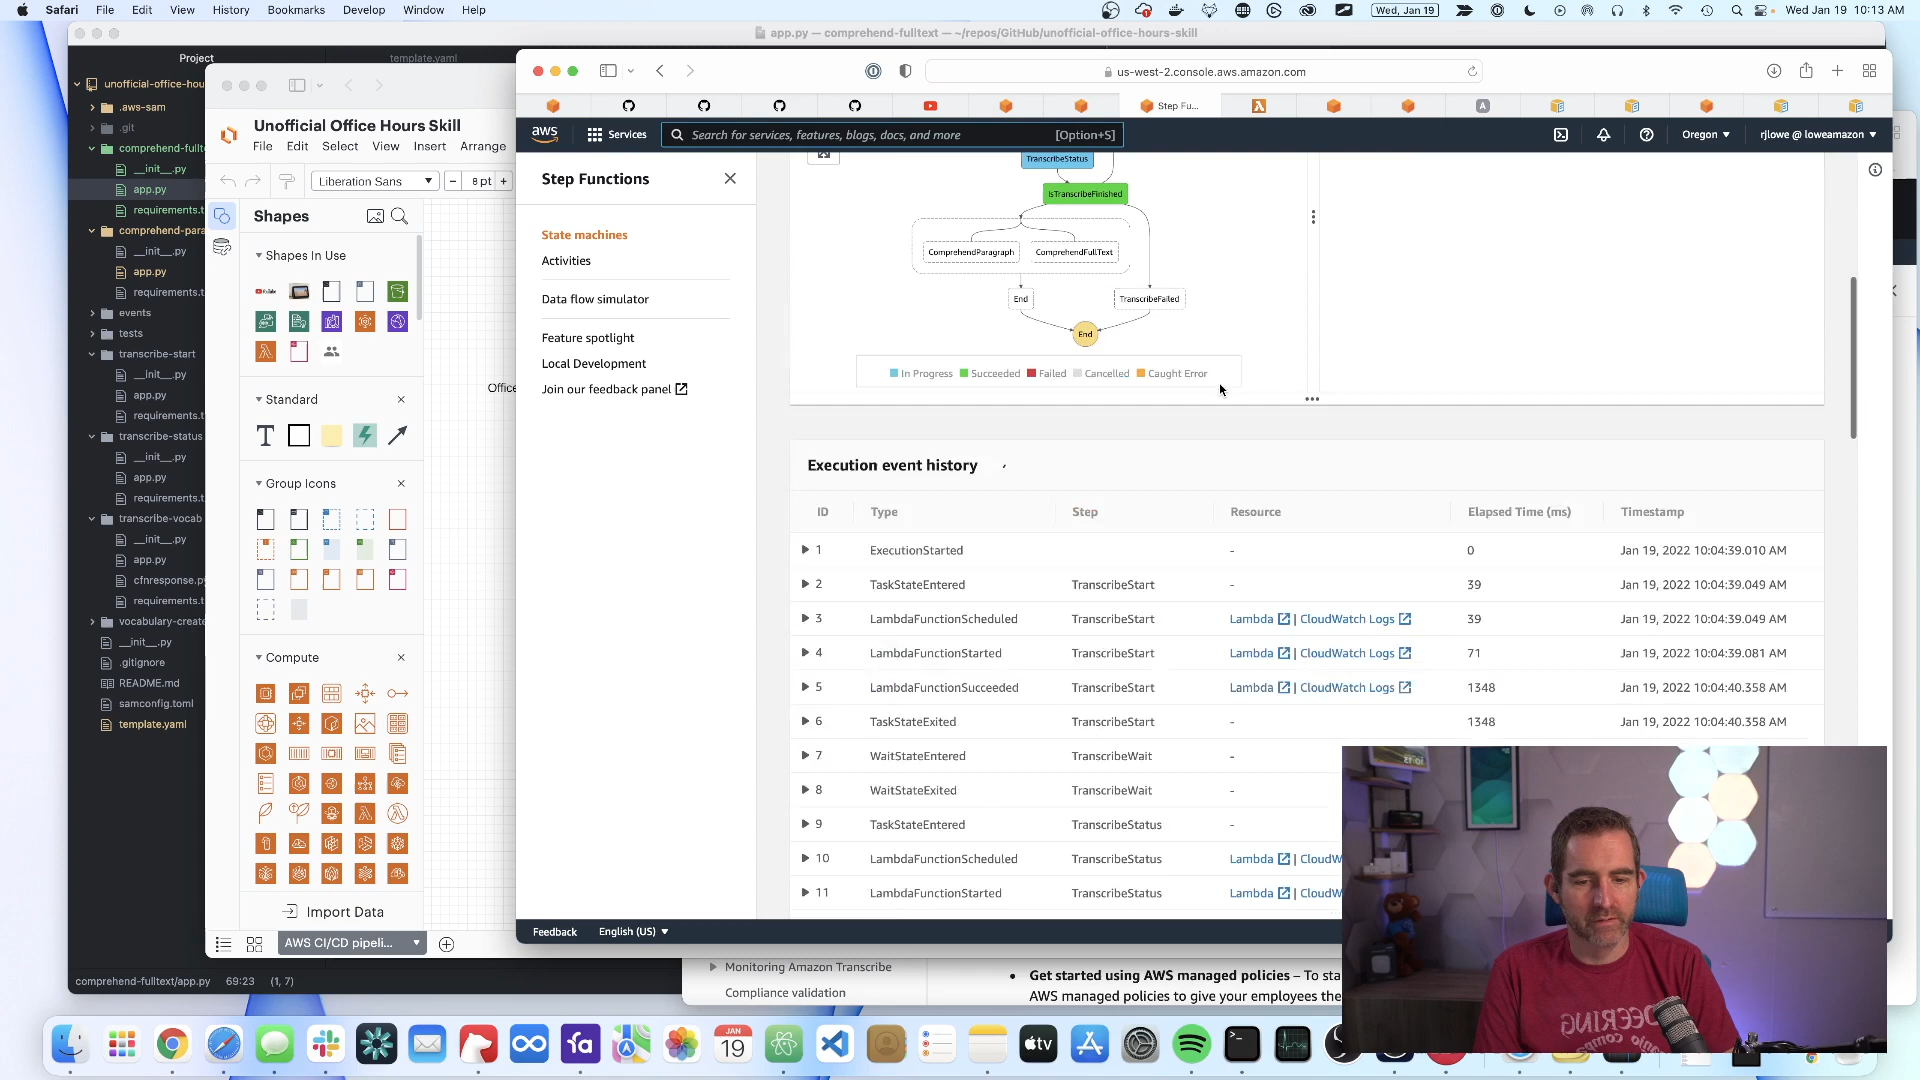 Safari File Edit View History Bookmarks Develop Window Help
Wed, Jan 19
Wed Jan 19 10:13 AM
app.py — comprehend-fulltext — ~/repos/GitHub/unofficial-office-hours-skill
Project
template.yaml
unofficial-office-hou
.aws-sam
.git
comprehend-fullt
__init__.py
app.py
requirements.t
comprehend-para
__init__.py
app.py
requirements.t
events
tests
transcribe-start
__init__.py
app.py
requirements.t
transcribe-status
__init__.py
app.py
requirements.t
transcribe-vocab
__init__.py
app.py
cfnresponse.py
requirements.t
vocabulary-create
__init__.py
.gitignore
README.md
samconfig.toml
template.yaml
comprehend-fulltext/app.py 69:23 (1, 7)
Unofficial Office Hours Skill
File Edit Select View Insert Arrange
Liberation Sans
8 pt
Shapes
Shapes In Use
Standard
Group Icons
Compute
Import Data
AWS CI/CD pipeli...
Office
us-west-2.console.aws.amazon.com
Step Fu...
aws
Services
Search for services, features, blogs, docs, and more
[Option+S]
Oregon
rjlowe @ loweamazon
Step Functions
State machines
Activities
Data flow simulator
Feature spotlight
Local Development
Join our feedback panel
TranscribeStatus
IsTranscribeFinished
ComprehendParagraph
ComprehendFullText
End
TranscribeFailed
End
In Progress Succeeded Failed Cancelled Caught Error
Execution event history
ID Type Step Resource Elapsed Time (ms) Timestamp
1 ExecutionStarted - 0 Jan 19, 2022 10:04:39.010 AM
2 TaskStateEntered TranscribeStart - 39 Jan 19, 2022 10:04:39.049 AM
3 LambdaFunctionScheduled TranscribeStart Lambda | CloudWatch Logs 39 Jan 19, 2022 10:04:39.049 AM
4 LambdaFunctionStarted TranscribeStart Lambda | CloudWatch Logs 71 Jan 19, 2022 10:04:39.081 AM
5 LambdaFunctionSucceeded TranscribeStart Lambda | CloudWatch Logs 1348 Jan 19, 2022 10:04:40.358 AM
6 TaskStateExited TranscribeStart - 1348 Jan 19, 2022 10:04:40.358 AM
7 WaitStateEntered TranscribeWait -
8 WaitStateExited TranscribeWait -
9 TaskStateEntered TranscribeStatus -
10 LambdaFunctionScheduled TranscribeStatus Lambda | CloudW
11 LambdaFunctionStarted TranscribeStatus Lambda | CloudW
Feedback English (US)
Monitoring Amazon Transcribe
Compliance validation
• Get started using AWS managed policies – To sta
AWS managed policies to give your employees the
JAN
19
tv